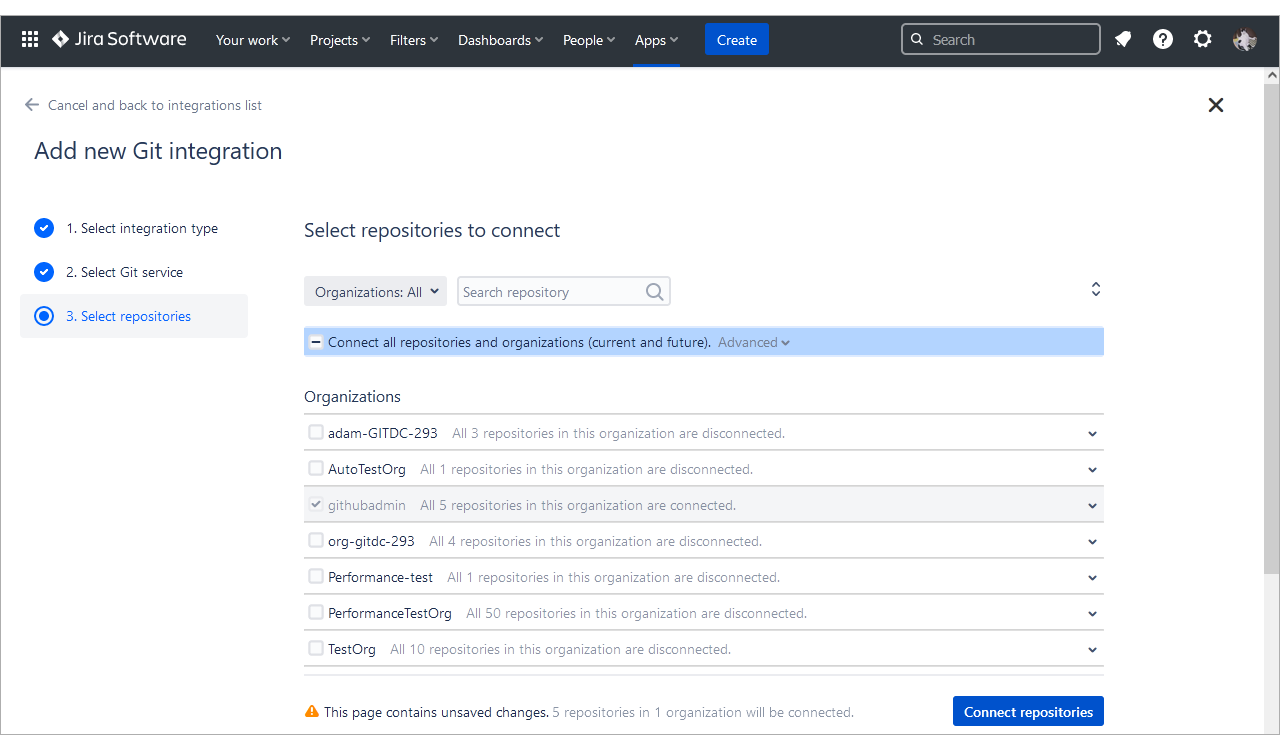 Jira Software Your work Projects Filters Dashboards People Apps Create Search
Cancel and back to integrations list
Add new Git integration
1. Select integration type
2. Select Git service
3. Select repositories
Select repositories to connect
Organizations: All Search repository
Connect all repositories and organizations (current and future). Advanced
Organizations
adam-GITDC-293 All 3 repositories in this organization are disconnected.
AutoTestOrg All 1 repositories in this organization are disconnected.
githubadmin All 5 repositories in this organization are connected.
org-gitdc-293 All 4 repositories in this organization are disconnected.
Performance-test All 1 repositories in this organization are disconnected.
PerformanceTestOrg All 50 repositories in this organization are disconnected.
TestOrg All 10 repositories in this organization are disconnected.
This page contains unsaved changes. 5 repositories in 1 organization will be connected. Connect repositories